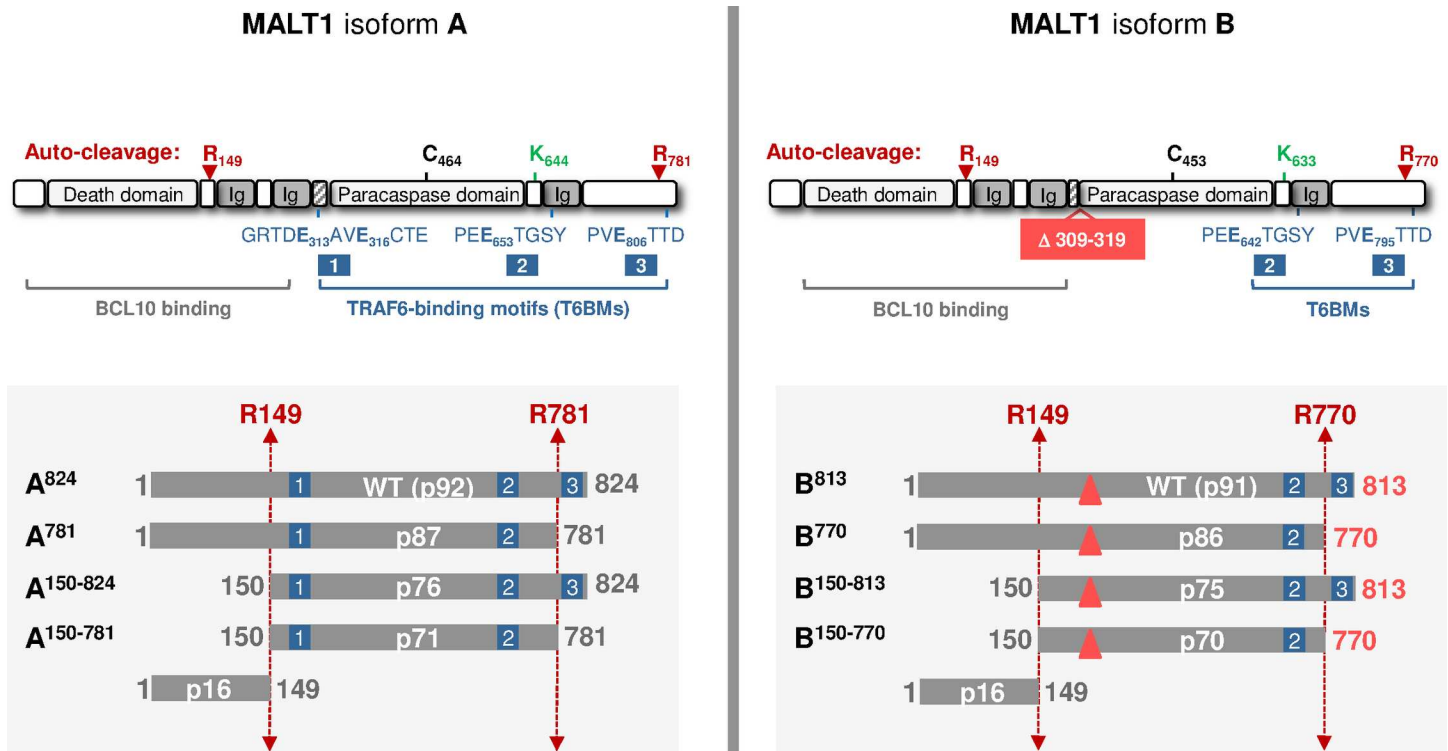 MALT1 isoform A
Auto-cleavage: R149 C464 K644 R781
Death domain Ig Ig Paracaspase domain Ig
GRTDE313AVE316CTE PEE653TGSY PVE806TTD
1 2 3
BCL10 binding TRAF6-binding motifs (T6BMs)
R149 R781
A824 1 1 WT (p92) 2 3 824
A781 1 1 p87 2 781
A150-824 150 1 p76 2 3 824
A150-781 150 1 p71 2 781
1 p16 149
MALT1 isoform B
Auto-cleavage: R149 C453 K633 R770
Death domain Ig Ig Paracaspase domain Ig
Δ 309-319 PEE642TGSY PVE795TTD
2 3
BCL10 binding T6BMs
R149 R770
B813 1 WT (p91) 2 3 813
B770 1 p86 2 770
B150-813 150 p75 2 3 813
B150-770 150 p70 2 770
1 p16 149